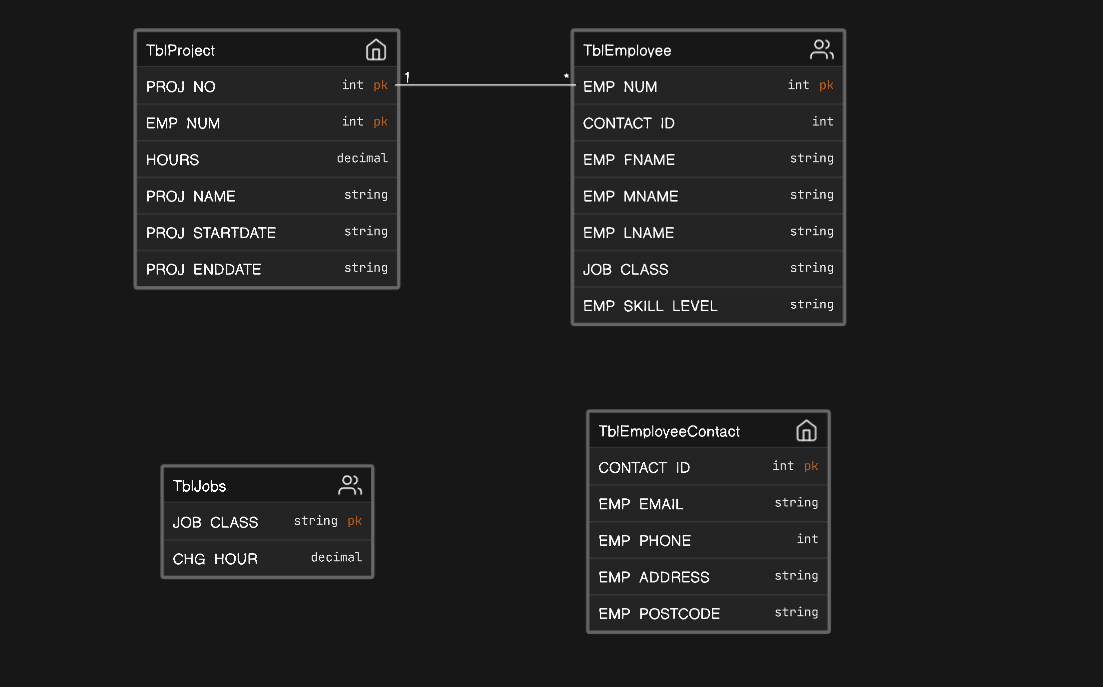 TblProject
PROJ NO int pk
EMP NUM int pk
HOURS decimal
PROJ NAME string
PROJ STARTDATE string
PROJ ENDDATE string
1 *
TblEmployee
EMP NUM int pk
CONTACT ID int
EMP FNAME string
EMP MNAME string
EMP LNAME string
JOB CLASS string
EMP SKILL LEVEL string
TblJobs
JOB CLASS string pk
CHG HOUR decimal
TblEmployeeContact
CONTACT ID int pk
EMP EMAIL string
EMP PHONE int
EMP ADDRESS string
EMP POSTCODE string